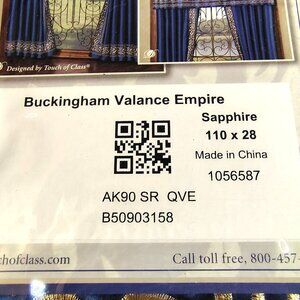 Designed by Touch of Class®
Buckingham Valance Empire
Sapphire
110 x 28
Made in China
1056587
AK90 SR QVE
B50903158
chofclass.com
Call toll free, 800-457-